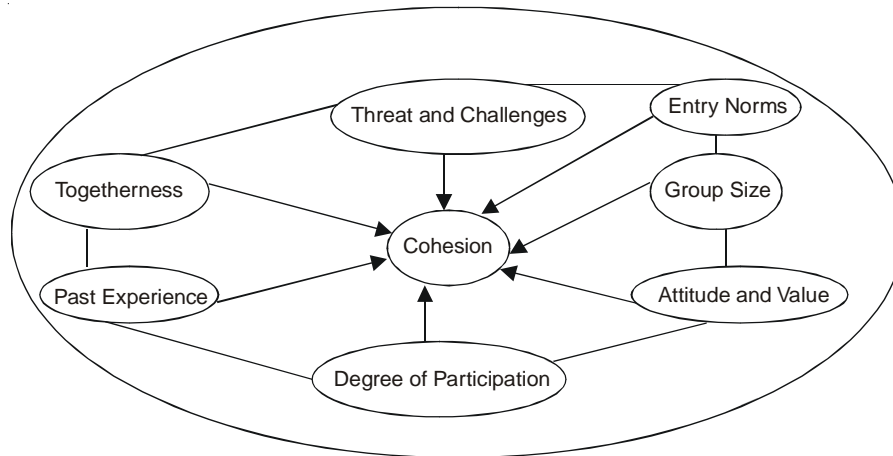 Threat and Challenges
Entry Norms
Togetherness
Group Size
Cohesion
Past Experience
Attitude and Value
Degree of Participation